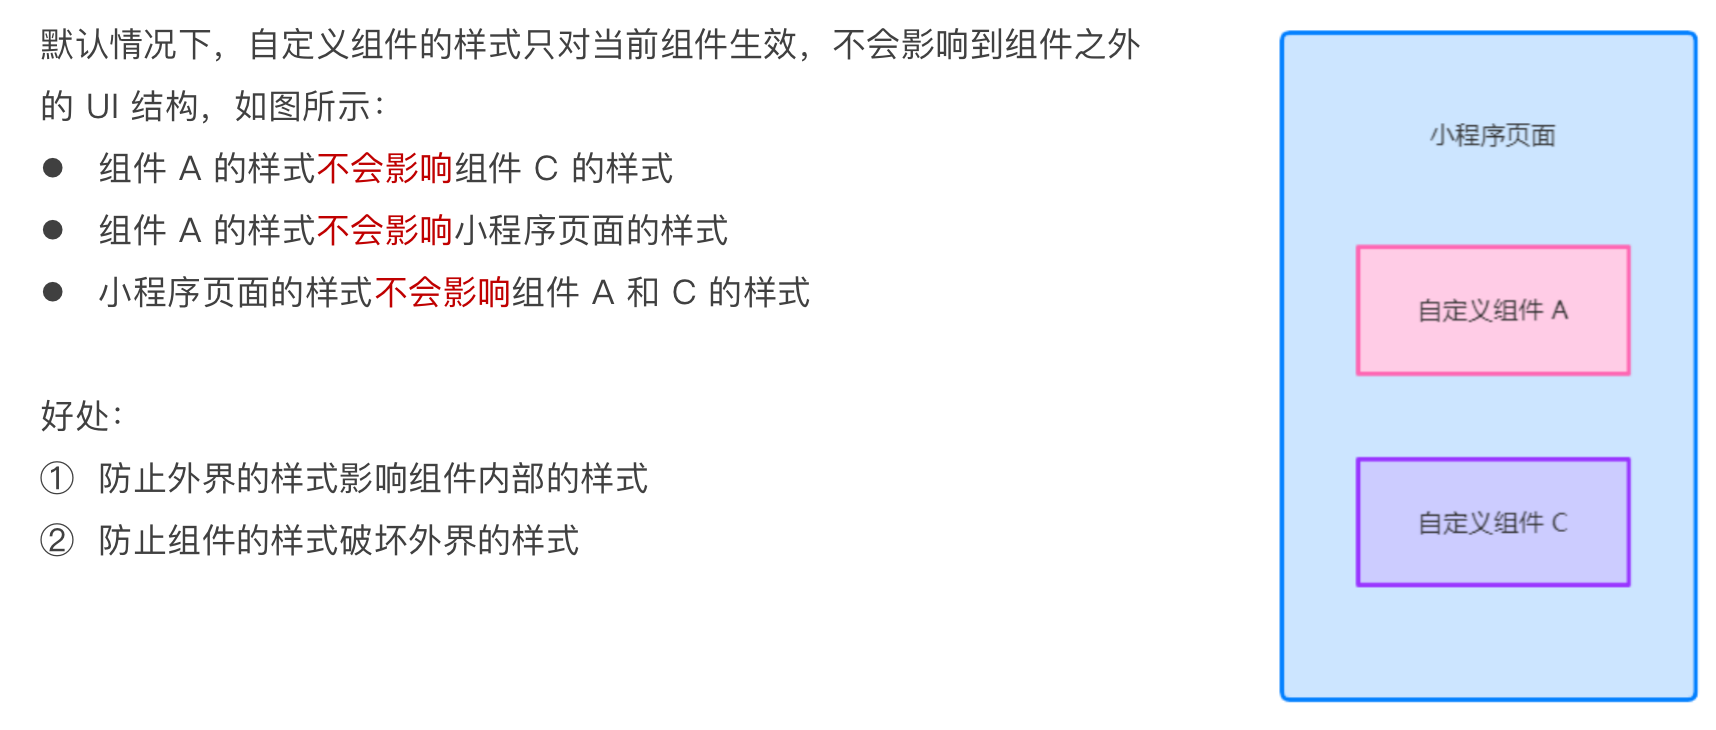 默认情况下，自定义组件的样式只对当前组件生效，不会影响到组件之外
的 UI 结构，如图所示：
● 组件 A 的样式不会影响组件 C 的样式
● 组件 A 的样式不会影响小程序页面的样式
● 小程序页面的样式不会影响组件 A 和 C 的样式
好处：
① 防止外界的样式影响组件内部的样式
② 防止组件的样式破坏外界的样式
小程序页面
自定义组件 A
自定义组件 C